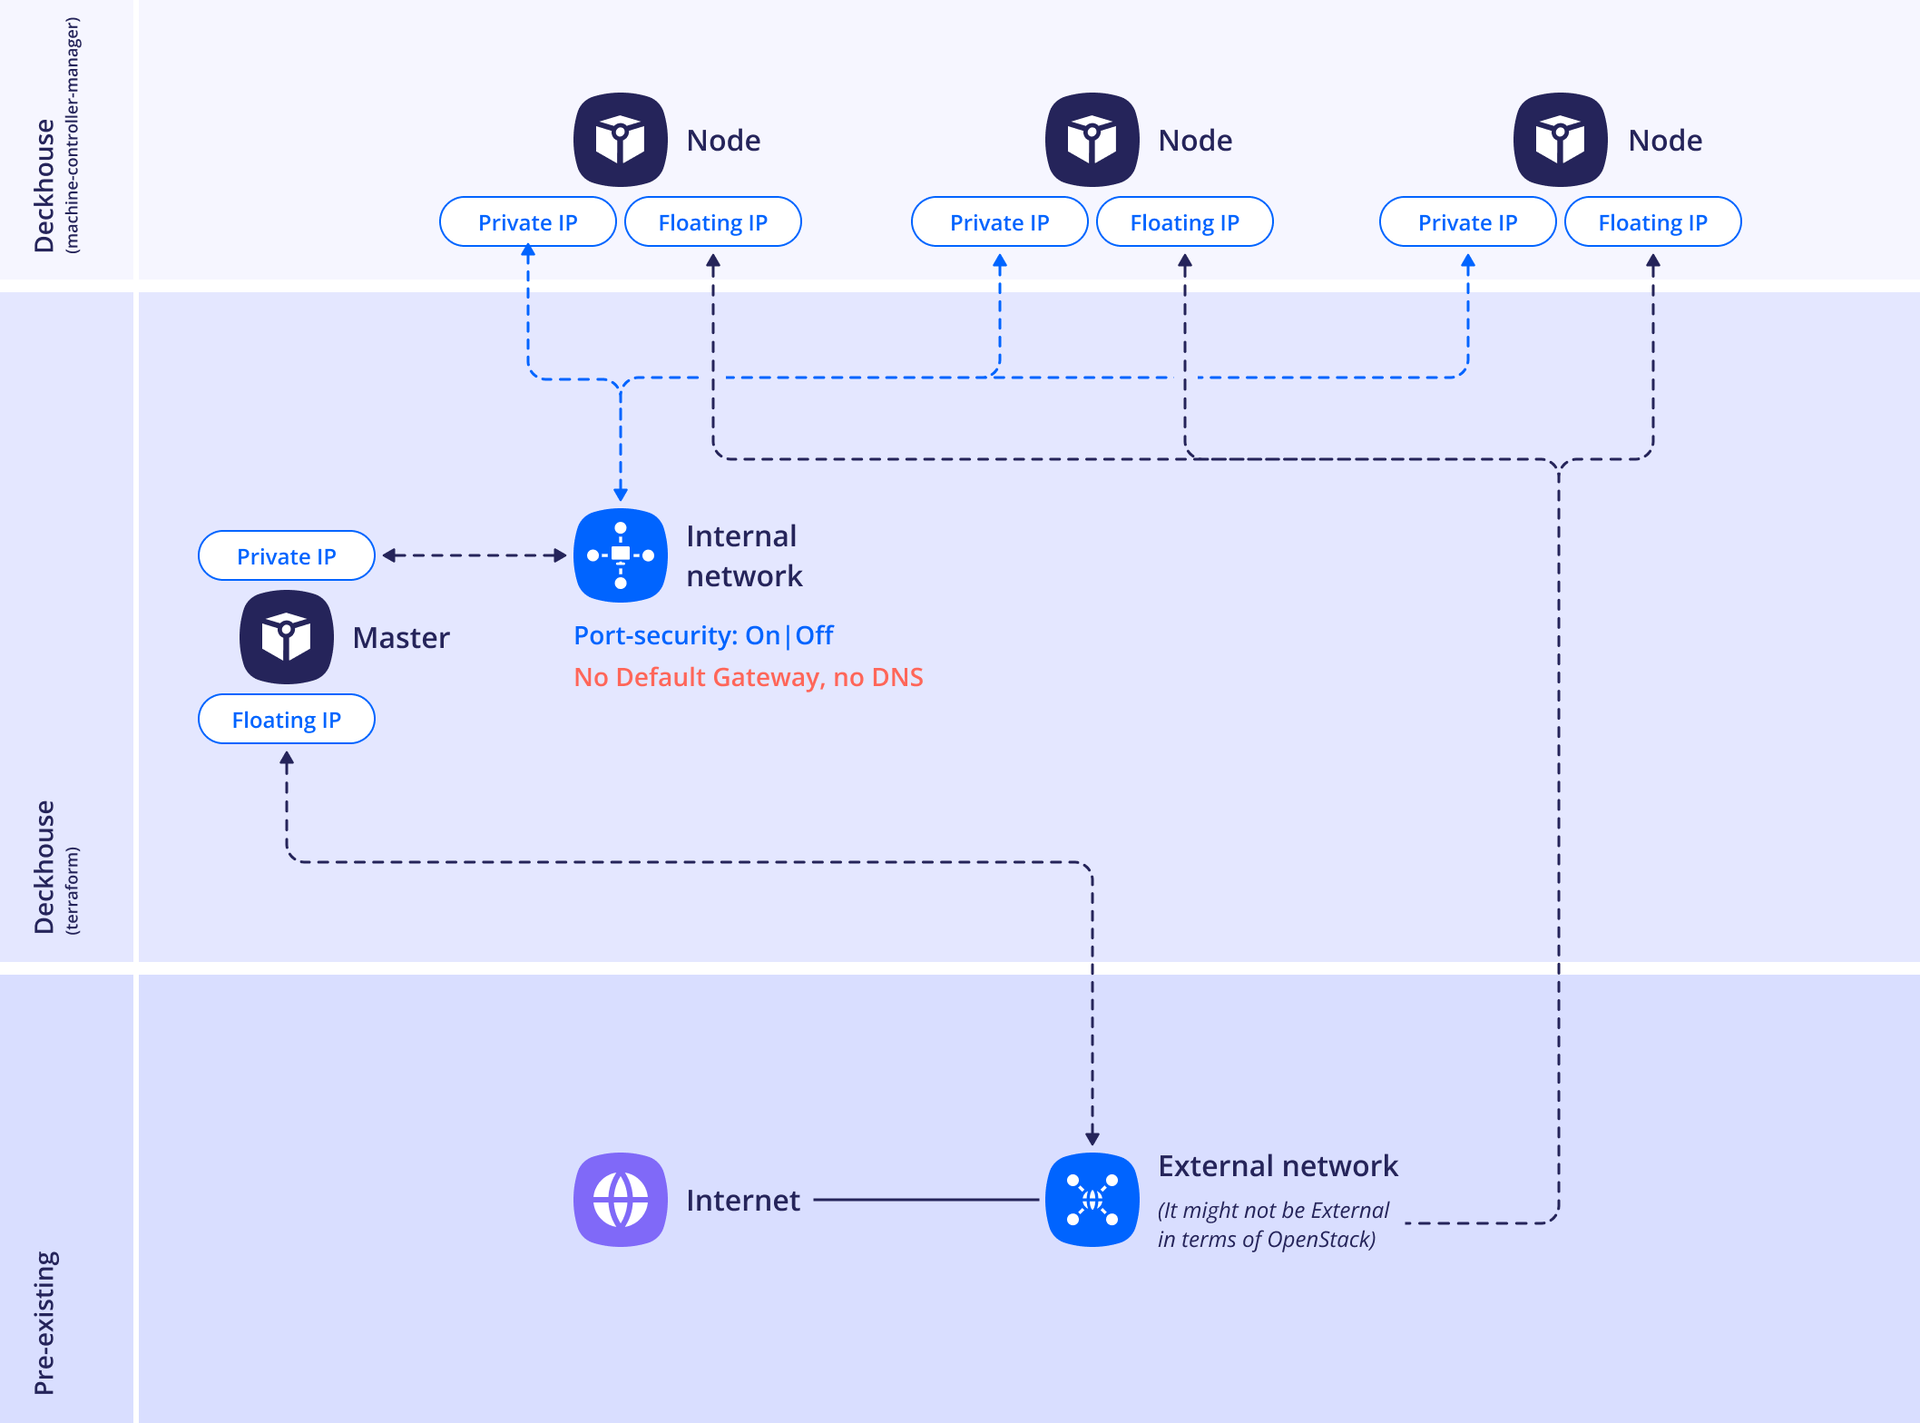 Deckhouse
(machine-controller-manager)
Node
Node
Node
Private IP
Floating IP
Private IP
Floating IP
Private IP
Floating IP
Deckhouse
(terraform)
Internal
network
Private IP
Master
Port-security: On|Off
No Default Gateway, no DNS
Floating IP
Pre-existing
Internet
External network
(It might not be External
in terms of OpenStack)